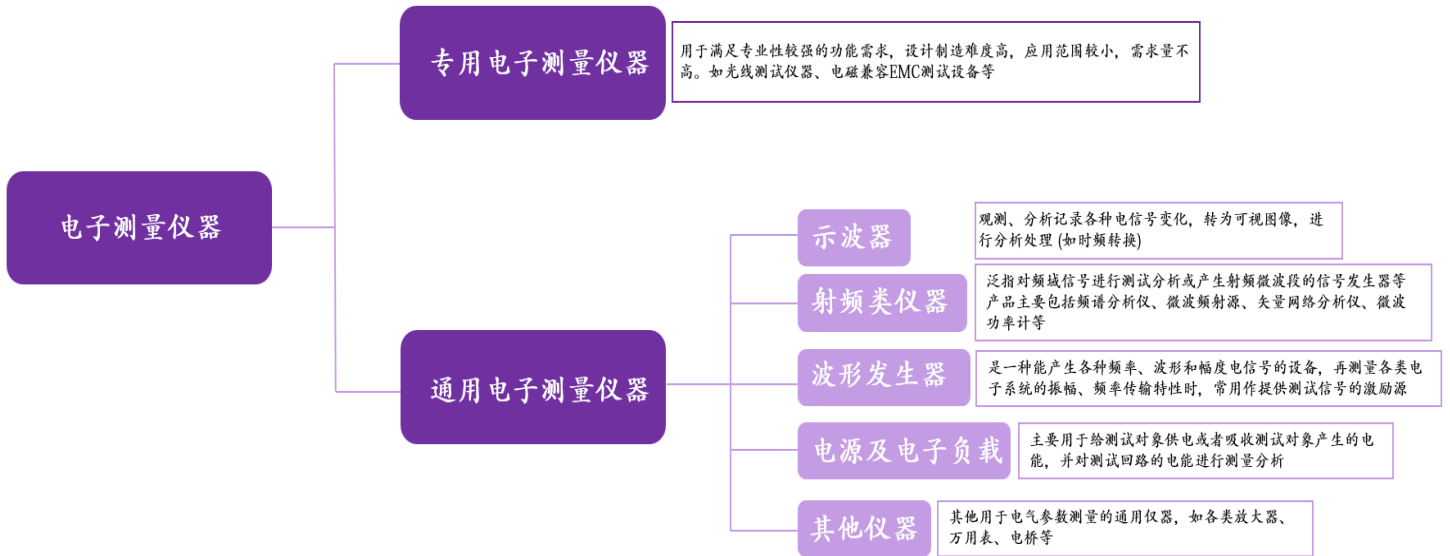 专用电子测量仪器
用于满足专业性较强的功能需求，设计制造难度高，应用范围较小，需求量不
高。如光线测试仪器、电磁兼容EMC测试设备等
电子测量仪器
通用电子测量仪器
示波器
观测、分析记录各种电信号变化，转为可视图像，进
行分析处理 (如时频转换)
射频类仪器
泛指对频域信号进行测试分析或产生射频微波段的信号发生器等
产品主要包括频谱分析仪、微波频射源、矢量网络分析仪、微波
功率计等
波形发生器
是一种能产生各种频率、波形和幅度电信号的设备，再测量各类电
子系统的振幅、频率传输特性时，常用作提供测试信号的激励源
电源及电子负载
主要用于给测试对象供电或者吸收测试对象产生的电
能，并对测试回路的电能进行测量分析
其他仪器
其他用于电气参数测量的通用仪器，如各类放大器、
万用表、电桥等